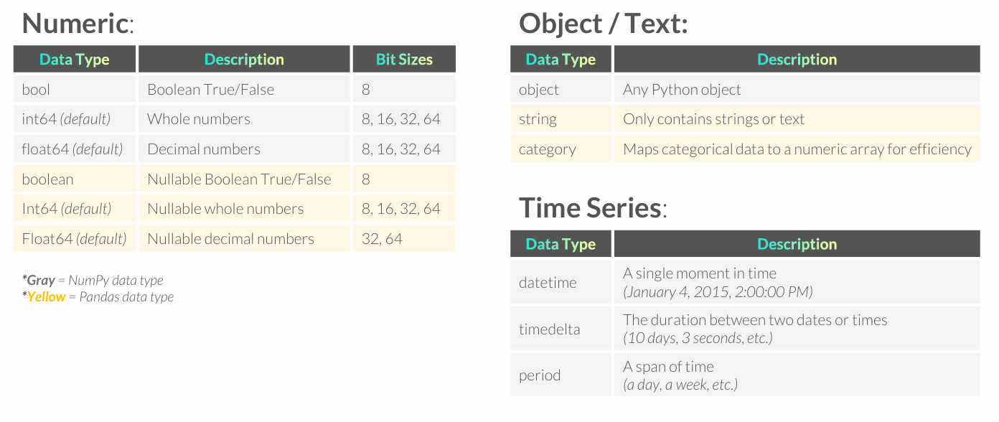 Numeric:
Data Type Description Bit Sizes
bool Boolean True/False 8
int64 (default) Whole numbers 8, 16, 32, 64
float64 (default) Decimal numbers 8, 16, 32, 64
boolean Nullable Boolean True/False 8
Int64 (default) Nullable whole numbers 8, 16, 32, 64
Float64 (default) Nullable decimal numbers 32, 64
*Gray = NumPy data type
*Yellow = Pandas data type
Object / Text:
Data Type Description
object Any Python object
string Only contains strings or text
category Maps categorical data to a numeric array for efficiency
Time Series:
Data Type Description
datetime A single moment in time
(January 4, 2015, 2:00:00 PM)
timedelta The duration between two dates or times
(10 days, 3 seconds, etc.)
period A span of time
(a day, a week, etc.)